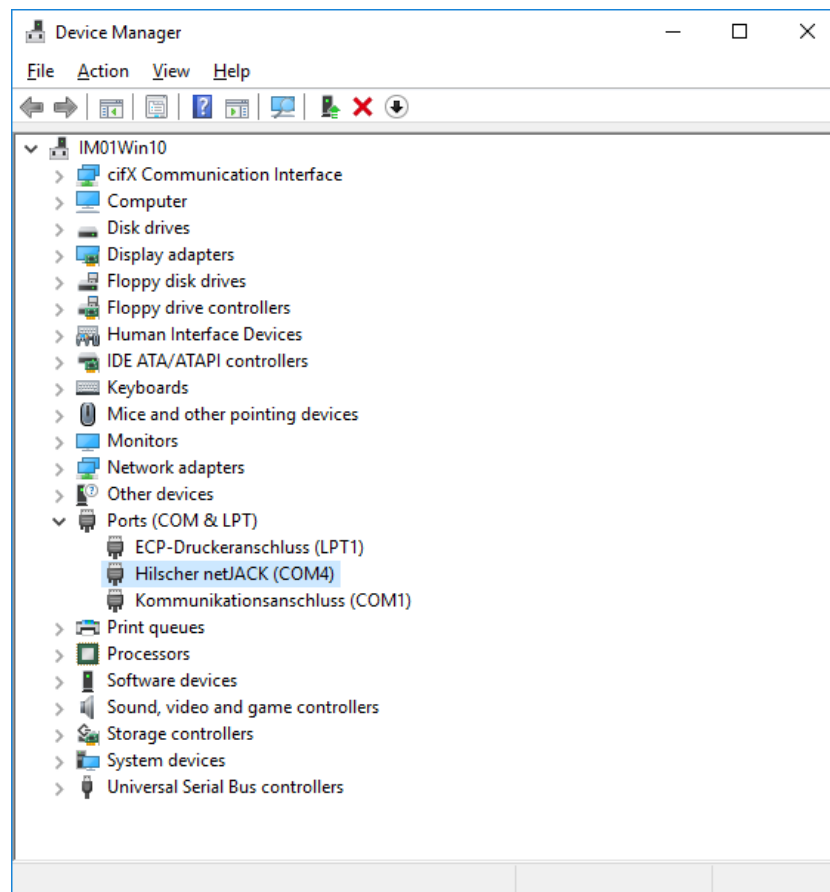 Device Manager
File Action View Help
IM01Win10
cifX Communication Interface
Computer
Disk drives
Display adapters
Floppy disk drives
Floppy drive controllers
Human Interface Devices
IDE ATA/ATAPI controllers
Keyboards
Mice and other pointing devices
Monitors
Network adapters
Other devices
Ports (COM & LPT)
ECP-Druckeranschluss (LPT1)
Hilscher netJACK (COM4)
Kommunikationsanschluss (COM1)
Print queues
Processors
Software devices
Sound, video and game controllers
Storage controllers
System devices
Universal Serial Bus controllers